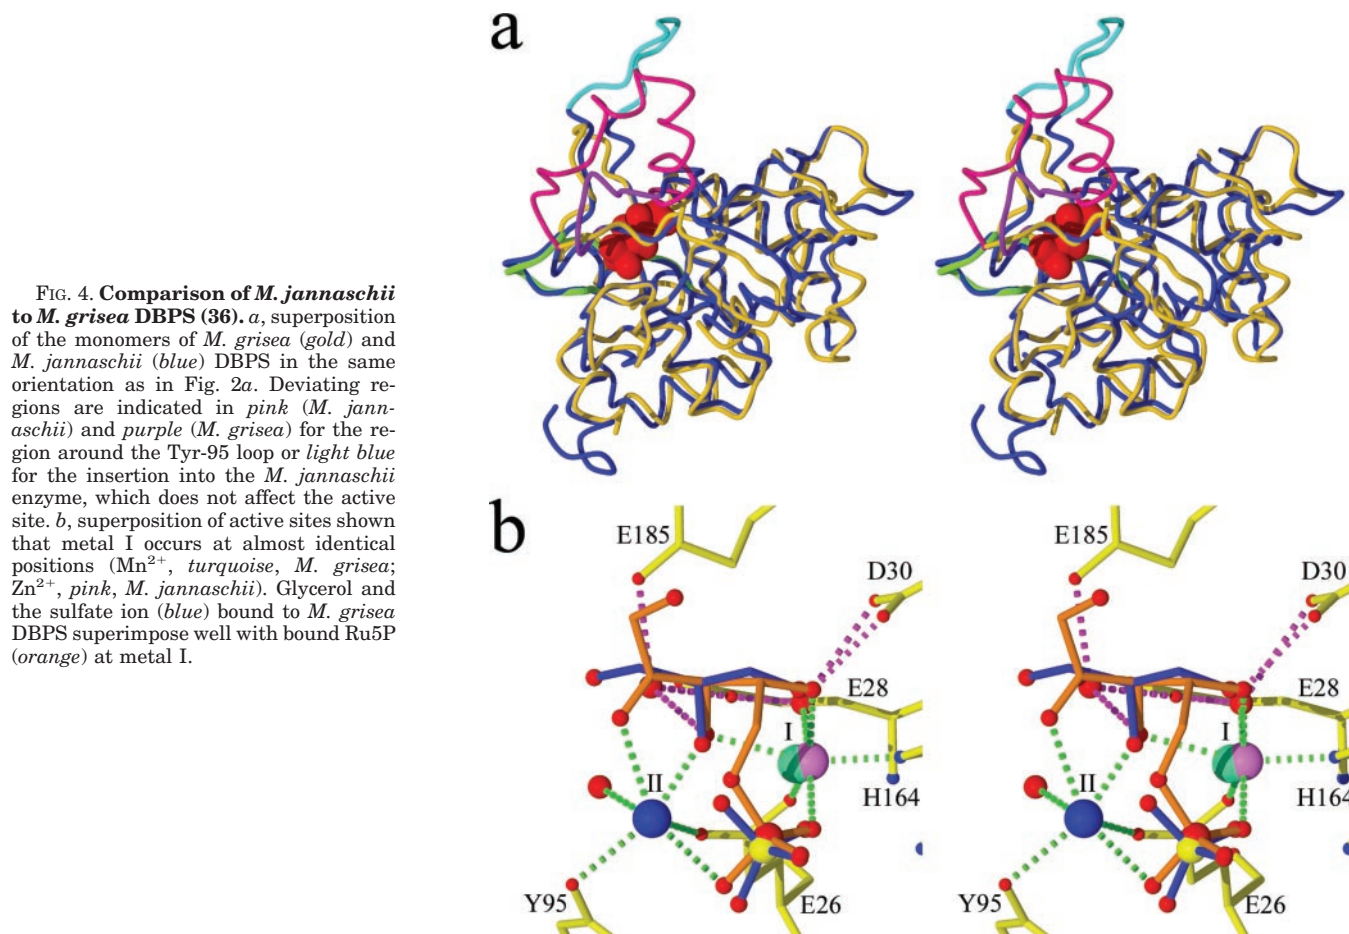 FIG. 4. Comparison of M. jannaschii
to M. grisea DBPS (36). a, superposition
of the monomers of M. grisea (gold) and
M. jannaschii (blue) DBPS in the same
orientation as in Fig. 2a. Deviating re-
gions are indicated in pink (M. jann-
aschii) and purple (M. grisea) for the re-
gion around the Tyr-95 loop or light blue
for the insertion into the M. jannaschii
enzyme, which does not affect the active
site. b, superposition of active sites shown
that metal I occurs at almost identical
positions (Mn²⁺, turquoise, M. grisea;
Zn²⁺, pink, M. jannaschii). Glycerol and
the sulfate ion (blue) bound to M. grisea
DBPS superimpose well with bound Ru5P
(orange) at metal I.
a
b
E185
D30
E28
I
H164
II
Y95
E26
E185
D30
E28
I
H164
II
Y95
E26